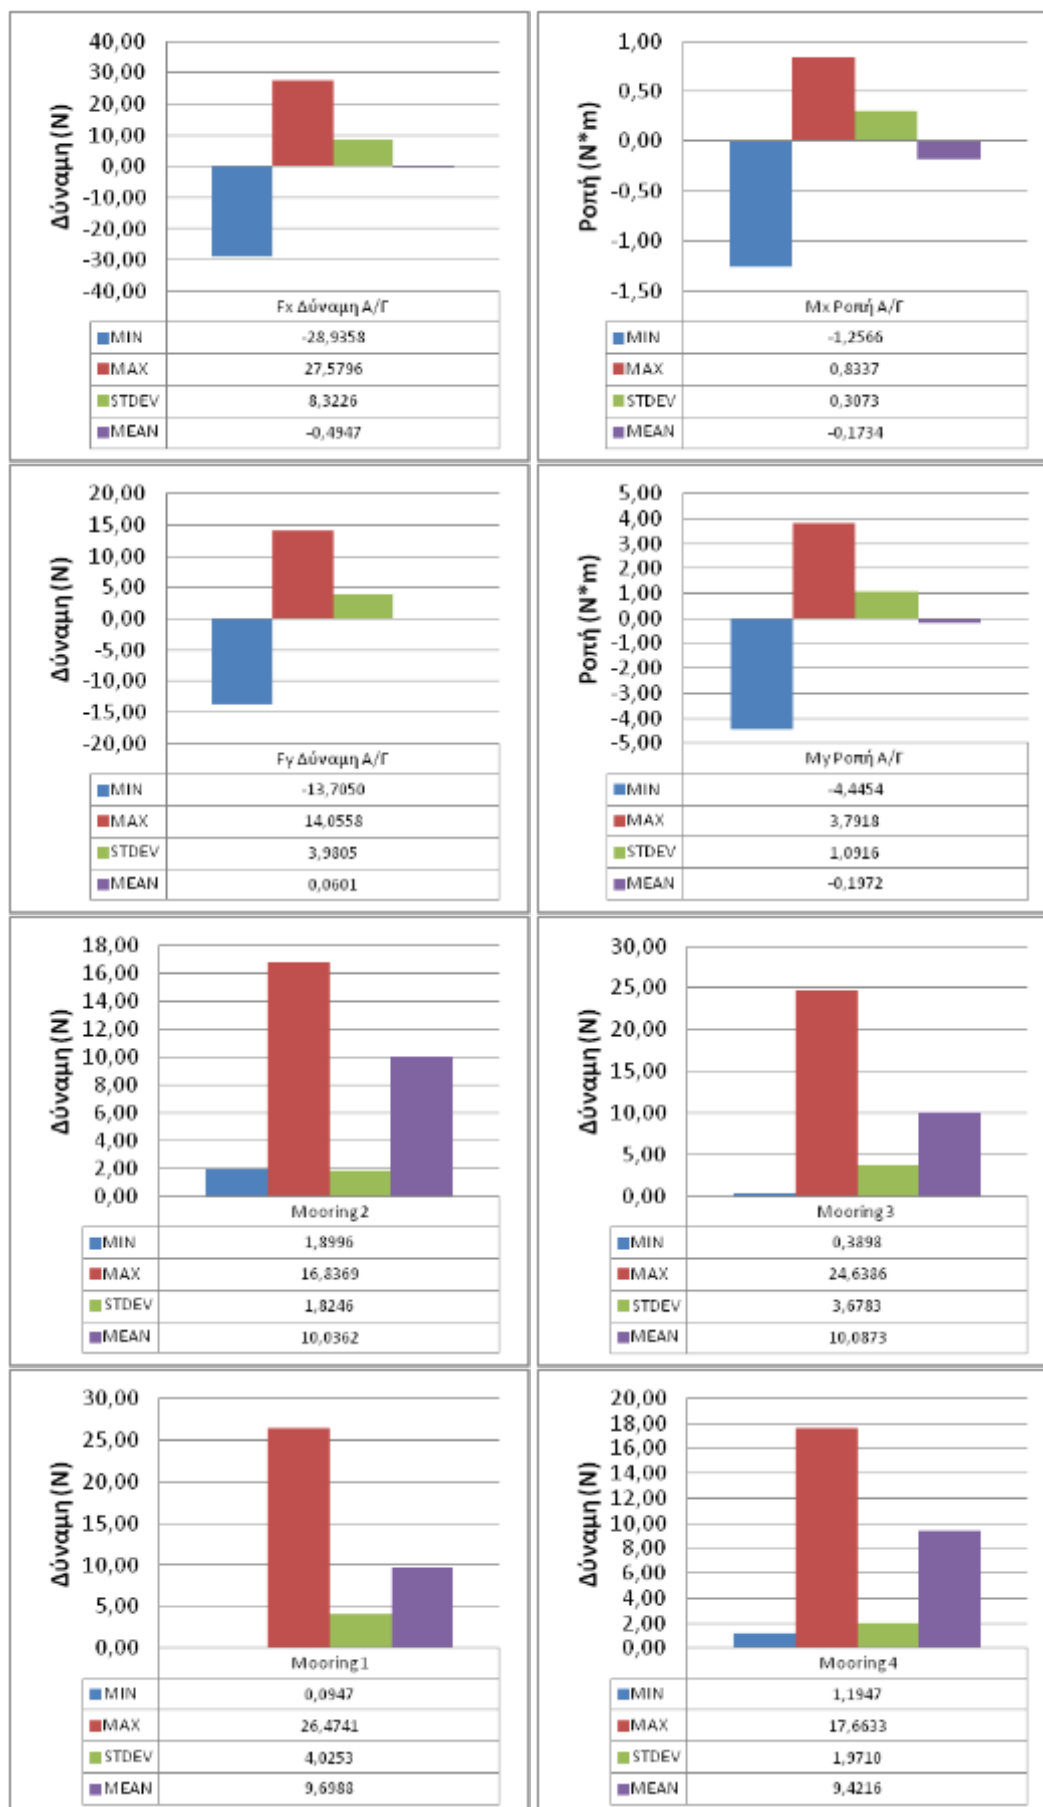 Δύναμη (N)
40,00
30,00
20,00
10,00
0,00
-10,00
-20,00
-30,00
-40,00
Fx Δύναμη Α/Γ
MIN -28,9358
MAX 27,5796
STDEV 8,3226
MEAN -0,4947
Ροπή (N*m)
1,00
0,50
0,00
-0,50
-1,00
-1,50
Mx Ροπή Α/Γ
MIN -1,2566
MAX 0,8337
STDEV 0,3073
MEAN -0,1734
Δύναμη (N)
20,00
15,00
10,00
5,00
0,00
-5,00
-10,00
-15,00
-20,00
Fy Δύναμη Α/Γ
MIN -13,7050
MAX 14,0558
STDEV 3,9805
MEAN 0,0601
Ροπή (N*m)
5,00
4,00
3,00
2,00
1,00
0,00
-1,00
-2,00
-3,00
-4,00
-5,00
My Ροπή Α/Γ
MIN -4,4454
MAX 3,7918
STDEV 1,0916
MEAN -0,1972
Δύναμη (N)
18,00
16,00
14,00
12,00
10,00
8,00
6,00
4,00
2,00
0,00
Mooring 2
MIN 1,8996
MAX 16,8369
STDEV 1,8246
MEAN 10,0362
Δύναμη (N)
30,00
25,00
20,00
15,00
10,00
5,00
0,00
Mooring 3
MIN 0,3898
MAX 24,6386
STDEV 3,6783
MEAN 10,0873
Δύναμη (N)
30,00
25,00
20,00
15,00
10,00
5,00
0,00
Mooring 1
MIN 0,0947
MAX 26,4741
STDEV 4,0253
MEAN 9,6988
Δύναμη (N)
20,00
18,00
16,00
14,00
12,00
10,00
8,00
6,00
4,00
2,00
0,00
Mooring 4
MIN 1,1947
MAX 17,6633
STDEV 1,9710
MEAN 9,4216